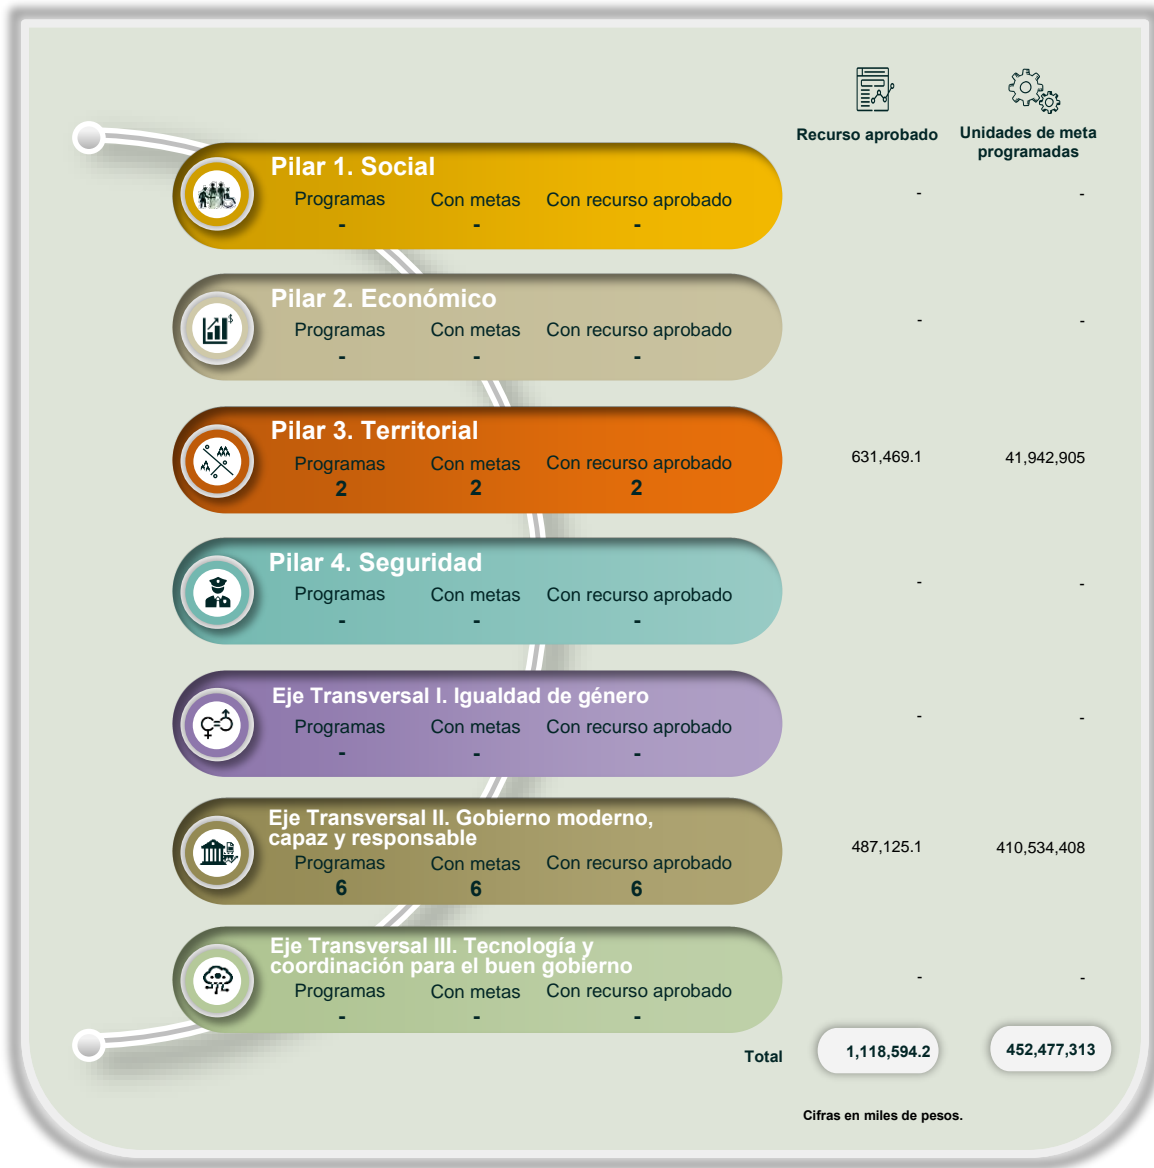 Recurso aprobado
Unidades de meta
programadas
Pilar 1. Social
Programas Con metas Con recurso aprobado
- - -
- -
Pilar 2. Económico
Programas Con metas Con recurso aprobado
- - -
- -
Pilar 3. Territorial
Programas Con metas Con recurso aprobado
2 2 2
631,469.1 41,942,905
Pilar 4. Seguridad
Programas Con metas Con recurso aprobado
- - -
- -
Eje Transversal I. Igualdad de género
Programas Con metas Con recurso aprobado
- - -
- -
Eje Transversal II. Gobierno moderno,
capaz y responsable
Programas Con metas Con recurso aprobado
6 6 6
487,125.1 410,534,408
Eje Transversal III. Tecnología y
coordinación para el buen gobierno
Programas Con metas Con recurso aprobado
- - -
- -
Total 1,118,594.2 452,477,313
Cifras en miles de pesos.